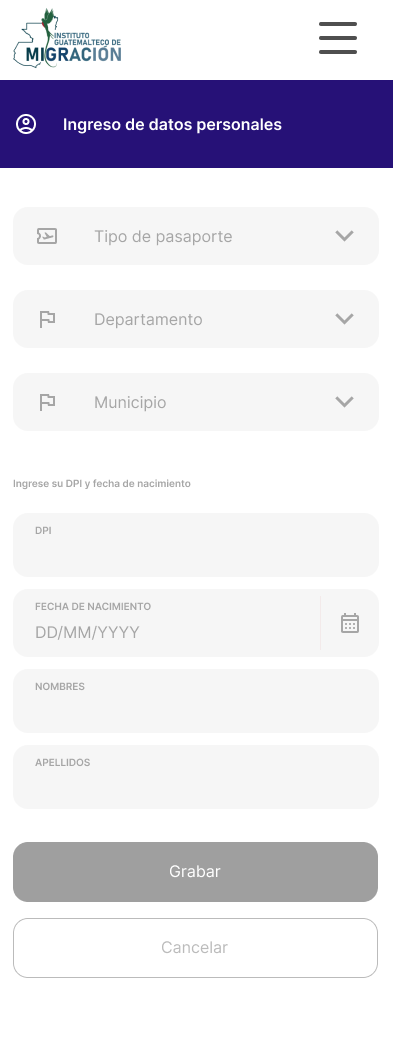 INSTITUTO
GUATEMALTECO DE
MIGRACIÓN
Ingreso de datos personales
Tipo de pasaporte
Departamento
Municipio
Ingrese su DPI y fecha de nacimiento
DPI
FECHA DE NACIMIENTO
DD/MM/YYYY
NOMBRES
APELLIDOS
Grabar
Cancelar